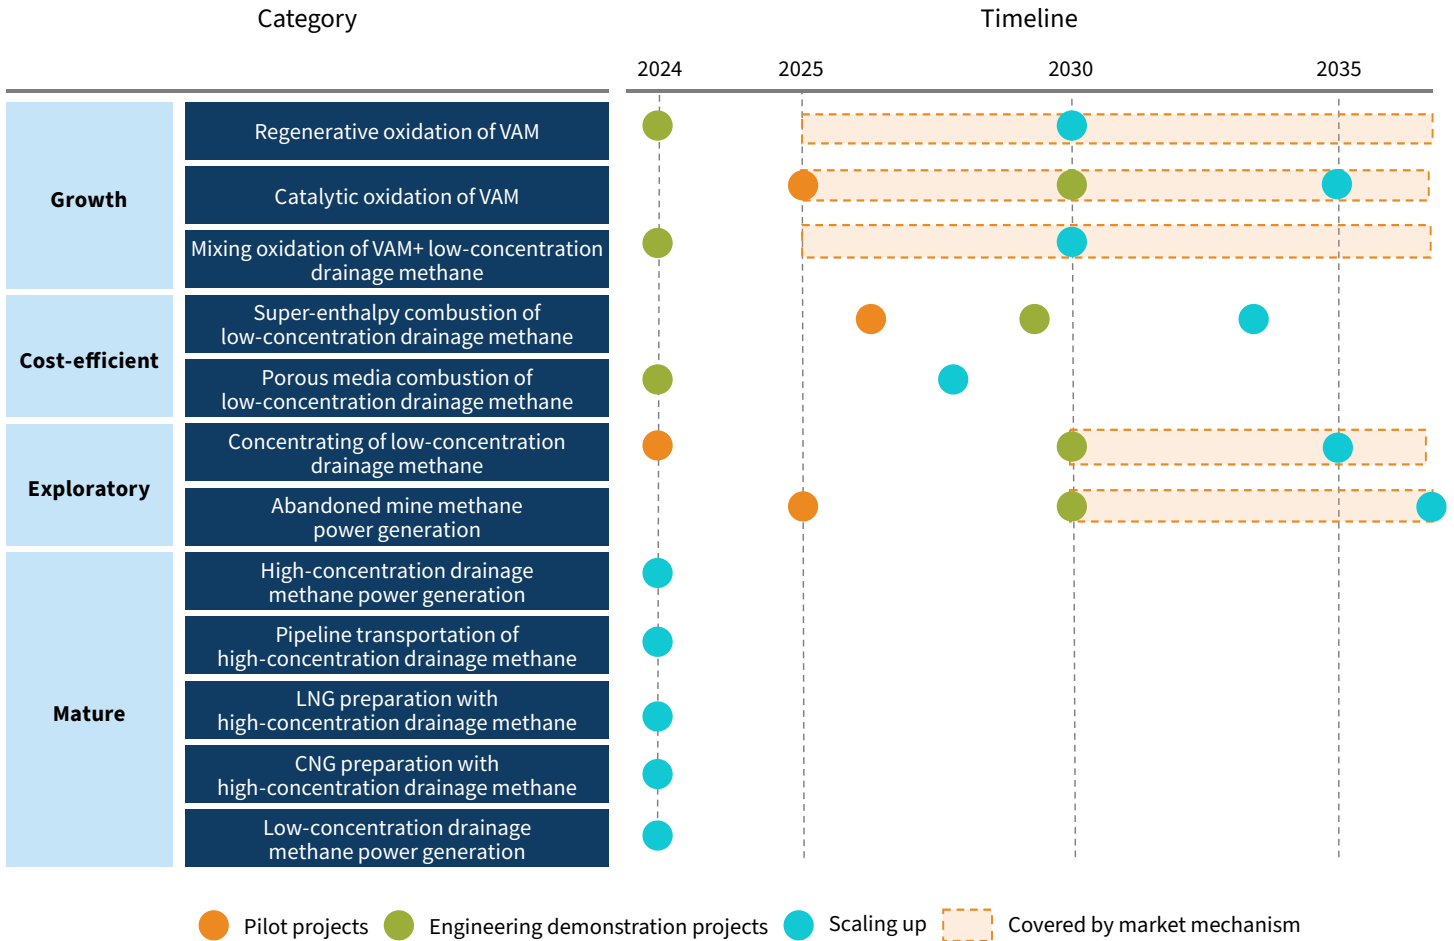 Category
Timeline
2024
2025
2030
2035
Growth
Regenerative oxidation of VAM
Catalytic oxidation of VAM
Mixing oxidation of VAM+ low-concentration
drainage methane
Cost-efficient
Super-enthalpy combustion of
low-concentration drainage methane
Porous media combustion of
low-concentration drainage methane
Exploratory
Concentrating of low-concentration
drainage methane
Abandoned mine methane
power generation
Mature
High-concentration drainage
methane power generation
Pipeline transportation of
high-concentration drainage methane
LNG preparation with
high-concentration drainage methane
CNG preparation with
high-concentration drainage methane
Low-concentration drainage
methane power generation
Pilot projects
Engineering demonstration projects
Scaling up
Covered by market mechanism